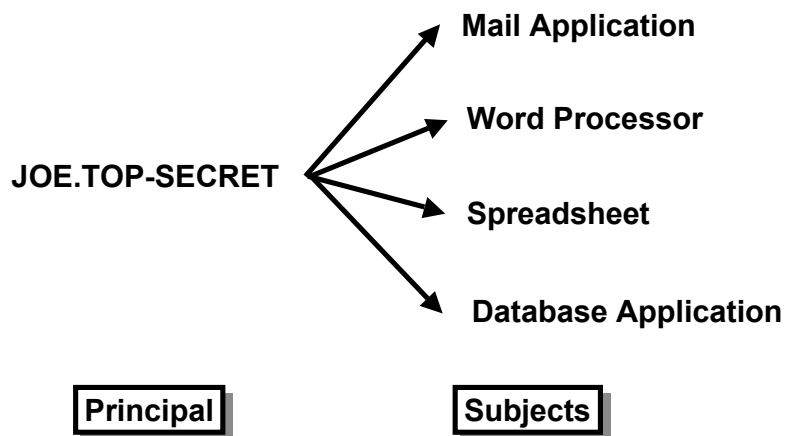 Mail Application
Word Processor
JOE.TOP-SECRET
Spreadsheet
Database Application
Principal
Subjects